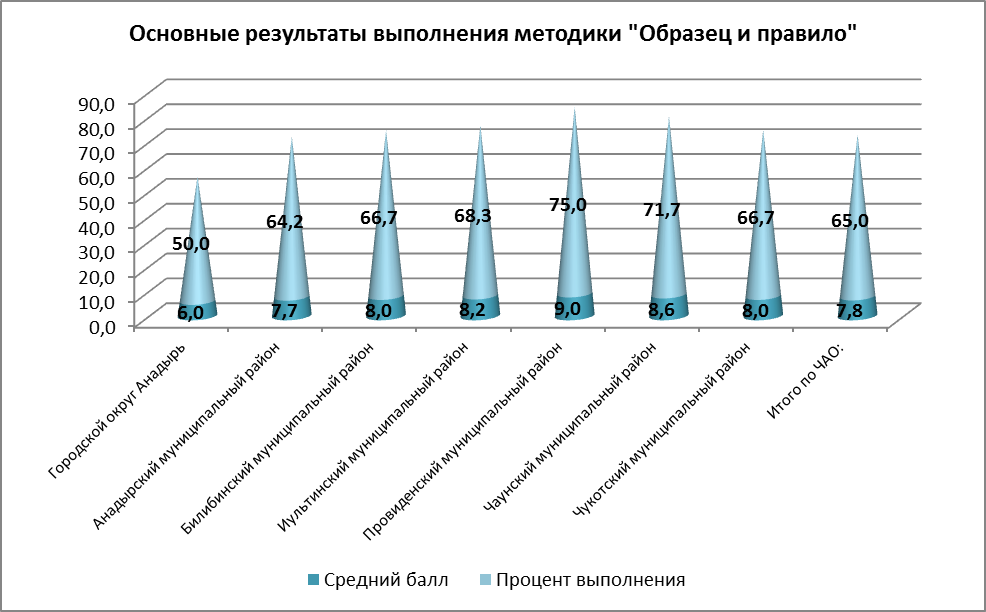 Основные результаты выполнения методики "Образец и правило"
90,0
80,0
70,0
60,0
50,0
40,0
30,0
20,0
10,0
0,0
50,0
64,2
66,7
68,3
75,0
71,7
66,7
65,0
6,0
7,7
8,0
8,2
9,0
8,6
8,0
7,8
Городской округ Анадырь
Анадырский муниципальный район
Билибинский муниципальный район
Иультинский муниципальный район
Провиденский муниципальный район
Чаунский муниципальный район
Чукотский муниципальный район
Итого по ЧАО:
Средний балл
Процент выполнения